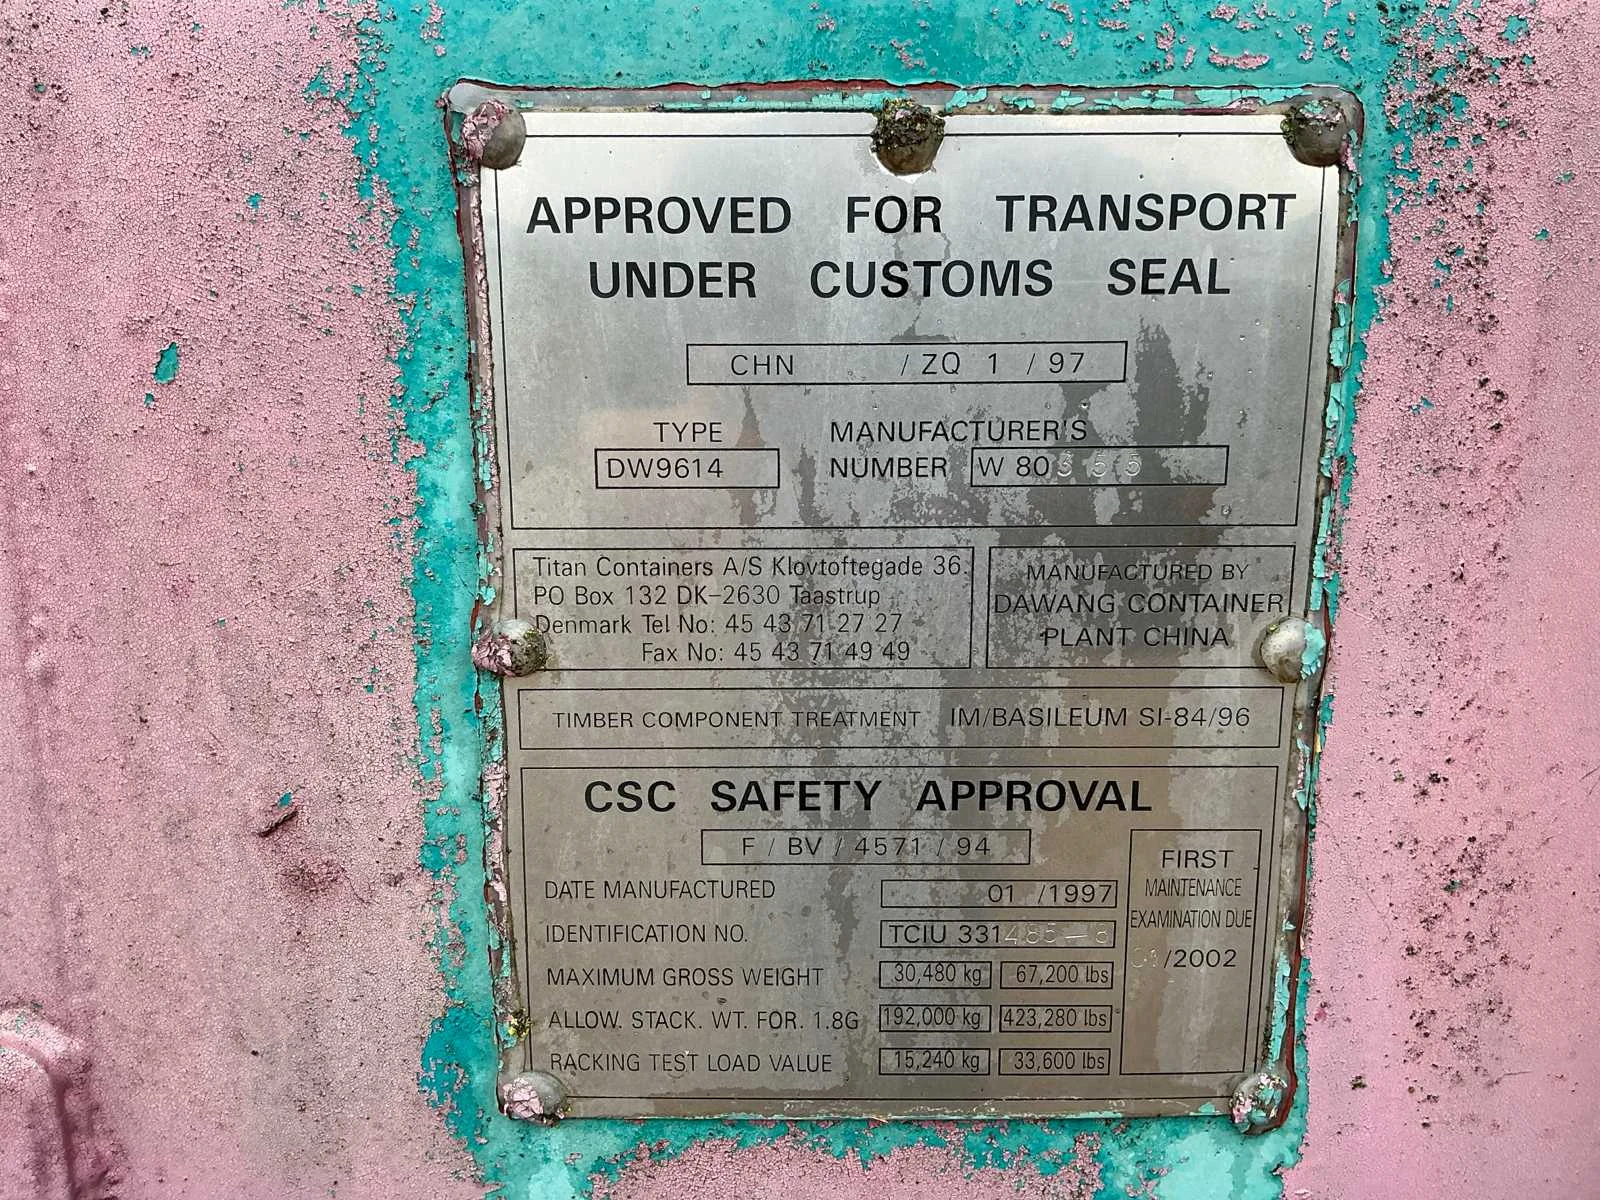 APPROVED FOR TRANSPORT
UNDER CUSTOMS SEAL
CHN / ZQ 1 / 97
TYPE MANUFACTURER'S
DW9614 NUMBER W 80355
Titan Containers A/S Klovtoftegade 36.
PO Box 132 DK-2630 Taastrup
Denmark Tel No: 45 43 71 27 27
Fax No: 45 43 71 49 49
MANUFACTURED BY
DAWANG CONTAINER
PLANT CHINA
TIMBER COMPONENT TREATMENT IM/BASILEUM SI-84/96
CSC SAFETY APPROVAL
F / BV / 4571 / 94
DATE MANUFACTURED 01 /1997
IDENTIFICATION NO. TCIU 331485-8
MAXIMUM GROSS WEIGHT 30,480 kg 67,200 lbs
ALLOW. STACK. WT. FOR. 1.8G 192,000 kg 423,280 lbs
RACKING TEST LOAD VALUE 15,240 kg 33,600 lbs
FIRST
MAINTENANCE
EXAMINATION DUE
01/2002